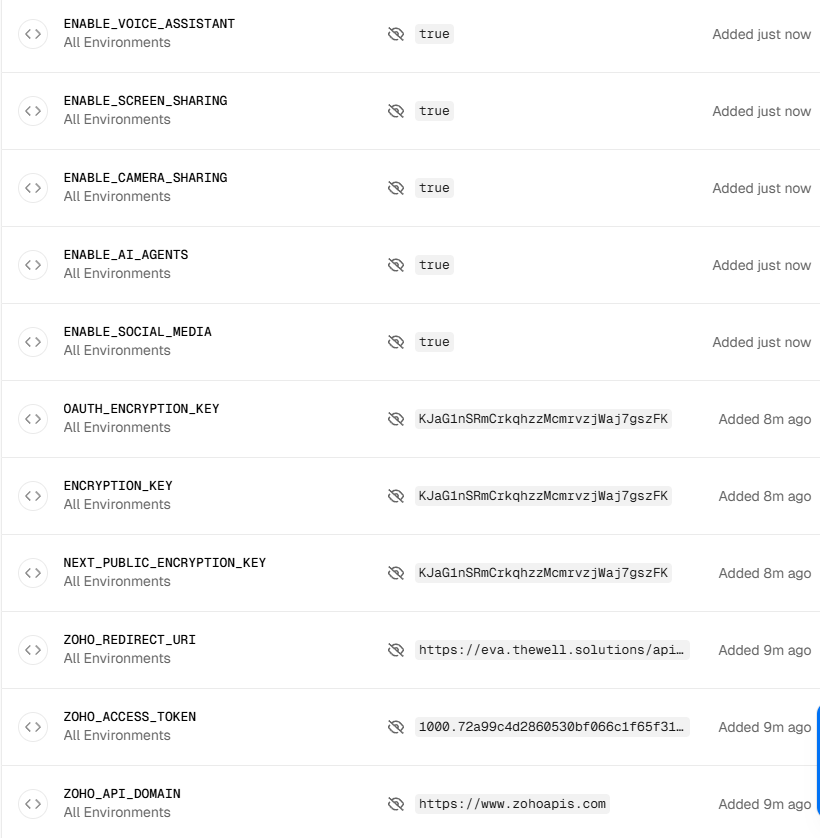 ENABLE_VOICE_ASSISTANT
All Environments
true
Added just now
ENABLE_SCREEN_SHARING
All Environments
true
Added just now
ENABLE_CAMERA_SHARING
All Environments
true
Added just now
ENABLE_AI_AGENTS
All Environments
true
Added just now
ENABLE_SOCIAL_MEDIA
All Environments
true
Added just now
OAUTH_ENCRYPTION_KEY
All Environments
KJaG1nSRmCrkqhzzMcmrvzjWaj7gszFK
Added 8m ago
ENCRYPTION_KEY
All Environments
KJaG1nSRmCrkqhzzMcmrvzjWaj7gszFK
Added 8m ago
NEXT_PUBLIC_ENCRYPTION_KEY
All Environments
KJaG1nSRmCrkqhzzMcmrvzjWaj7gszFK
Added 8m ago
ZOHO_REDIRECT_URI
All Environments
https://eva.thewell.solutions/api…
Added 9m ago
ZOHO_ACCESS_TOKEN
All Environments
1000.72a99c4d2860530bf066c1f65f31…
Added 9m ago
ZOHO_API_DOMAIN
All Environments
https://www.zohoapis.com
Added 9m ago